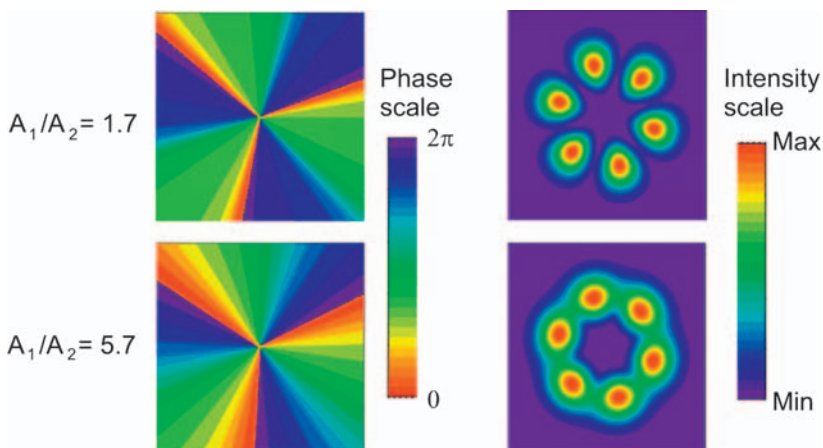 Phase
scale
Intensity
scale
A₁/A₂ = 1.7
2π
Max
A₁/A₂ = 5.7
0
Min